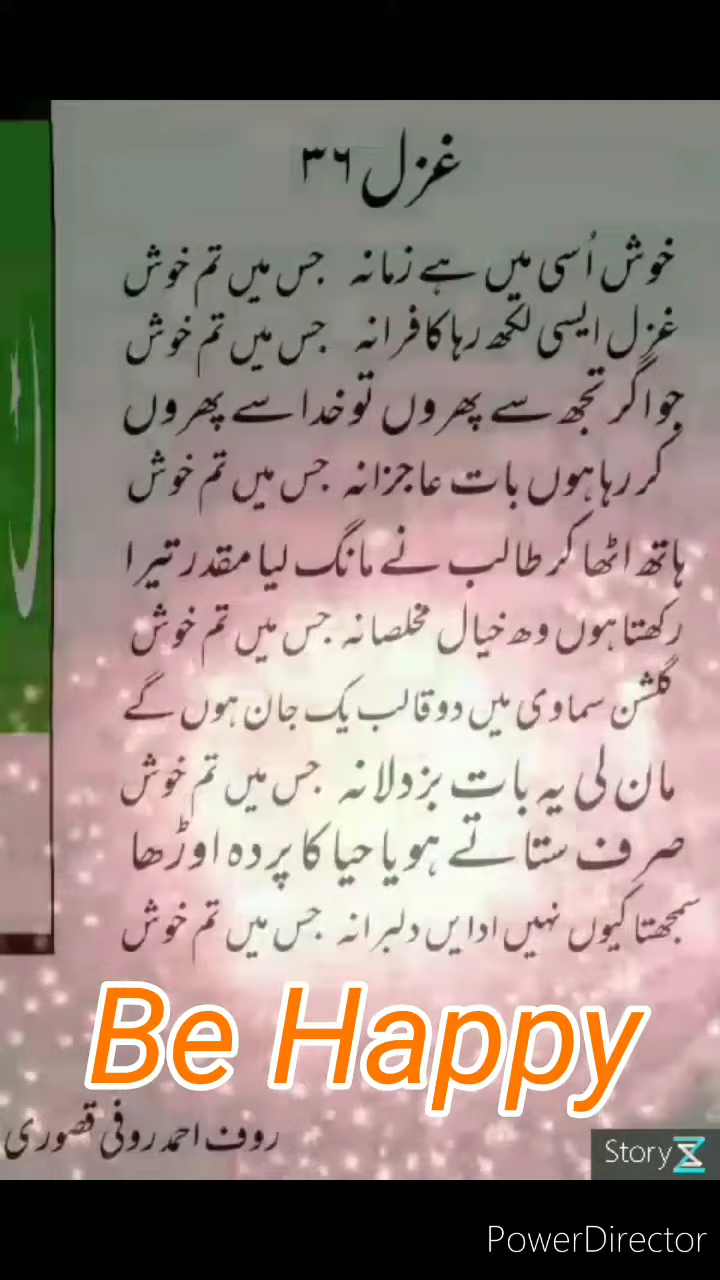 غزل ۳۶
خوش اُسی میں ہے زمانہ جس میں تم خوش
غزل ایسی لکھ رہا کافرانہ جس میں تم خوش
جو اگر تجھ سے پھروں تو خدا سے پھروں
کر رہا ہوں بات عاجزانہ جس میں تم خوش
ہاتھ اٹھا کر طالب نے مانگ لیا مقدر تیرا
رکھتا ہوں وھ خیال مخلصانہ جس میں تم خوش
گلشن سماوی میں دو قالب یک جان ہوں گے
مان لی یہ بات بزدلانہ جس میں تم خوش
صرف ستاتے ہو یا حیا کا پردہ اوڑھا
سمجھتا کیوں نہیں ادایں دلبرانہ جس میں تم خوش
Be Happy
روف احمد روفی قصوری
StoryZ
PowerDirector